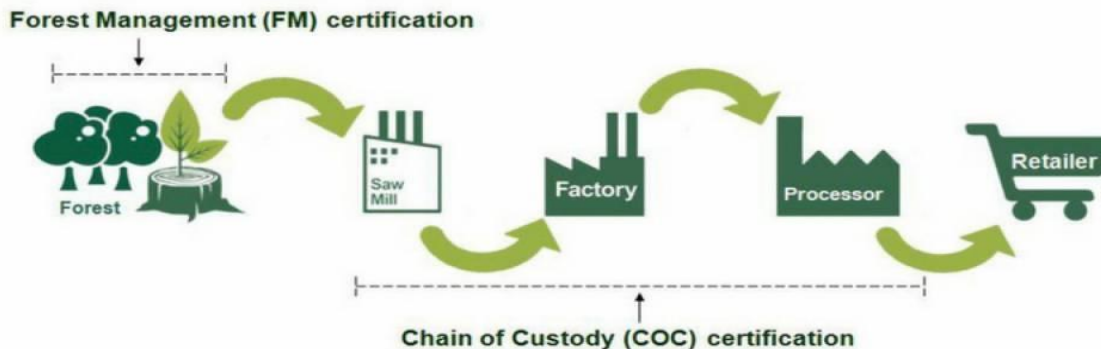 Forest Management (FM) certification
Forest
Saw
Mill
Factory
Processor
Retailer
Chain of Custody (COC) certification